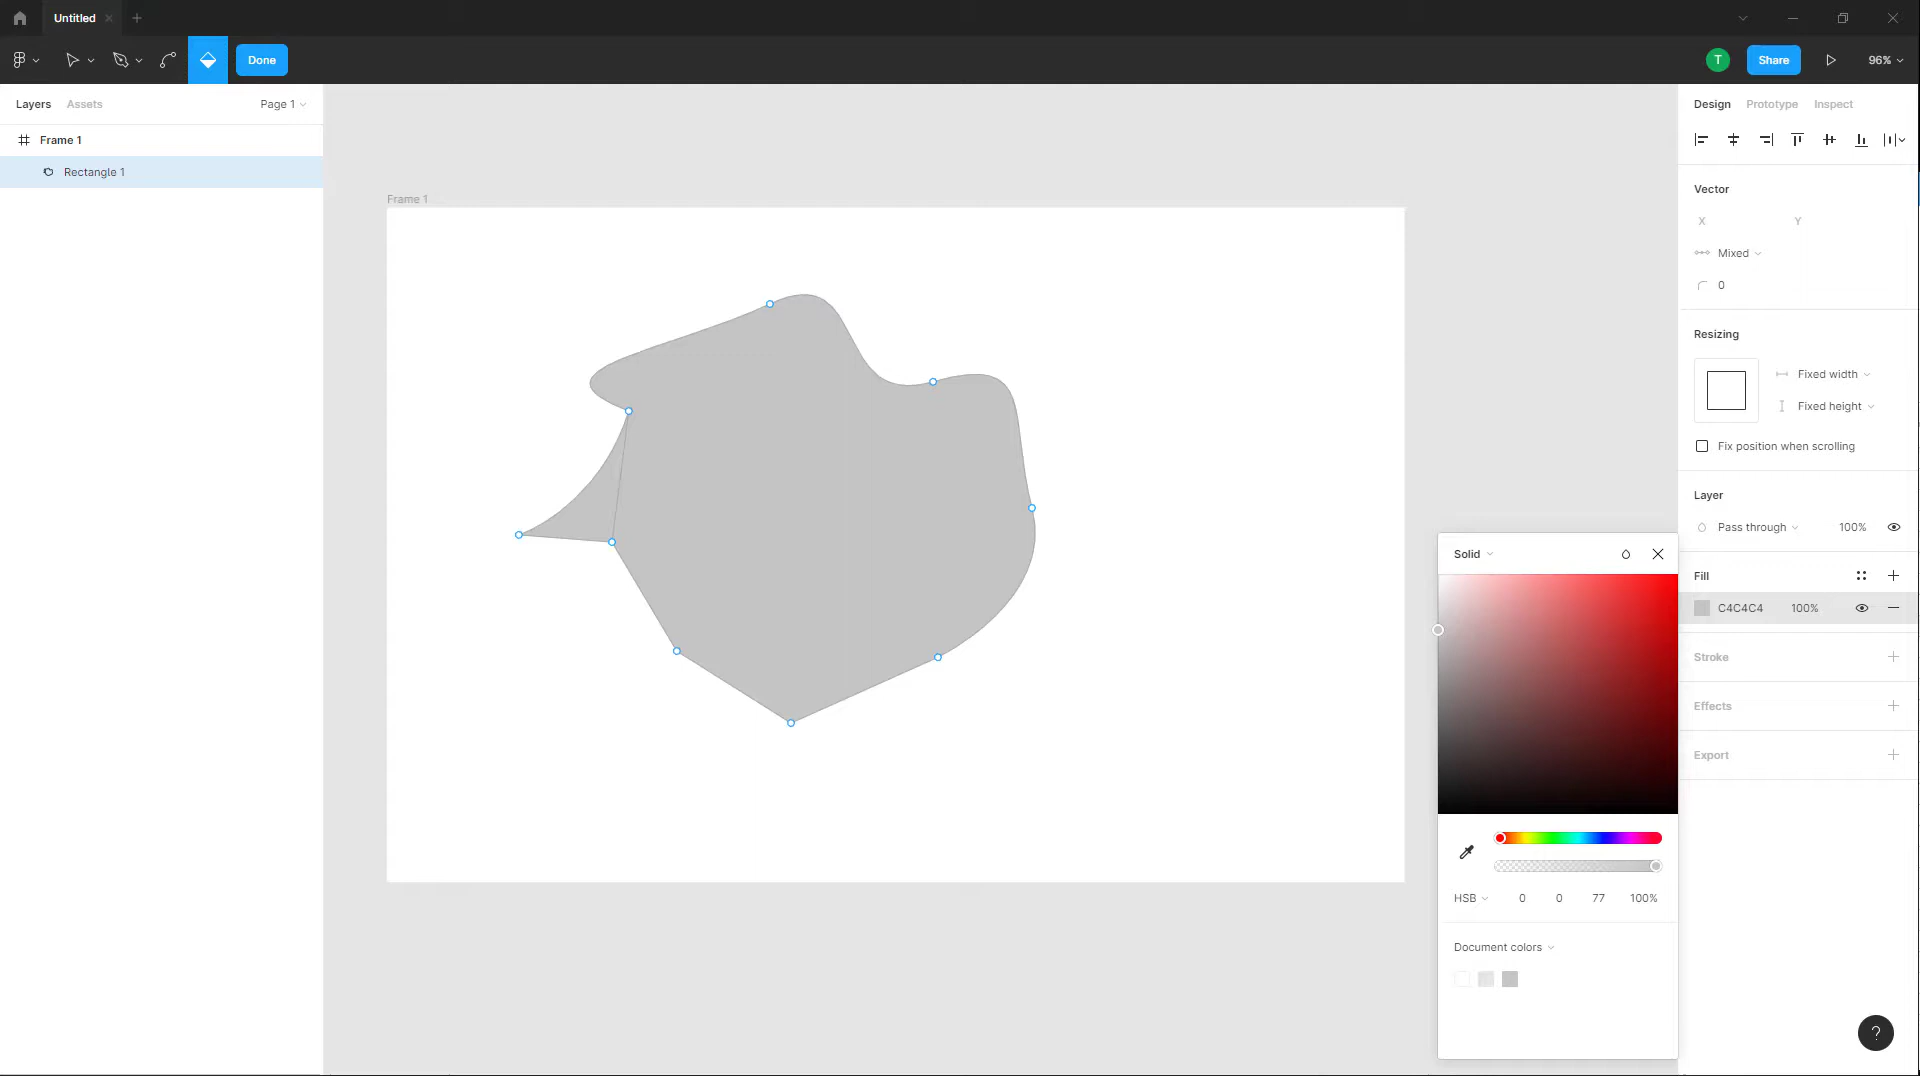 Untitled
Done
T
Share
96%
Layers
Assets
Page 1
Frame 1
Rectangle 1
Frame 1
Design
Prototype
Inspect
Vector
X
Y
Mixed
0
Resizing
Fixed width
Fixed height
Fix position when scrolling
Layer
Pass through
100%
Solid
Fill
C4C4C4
100%
Stroke
Effects
Export
HSB
0
0
77
100%
Document colors
?